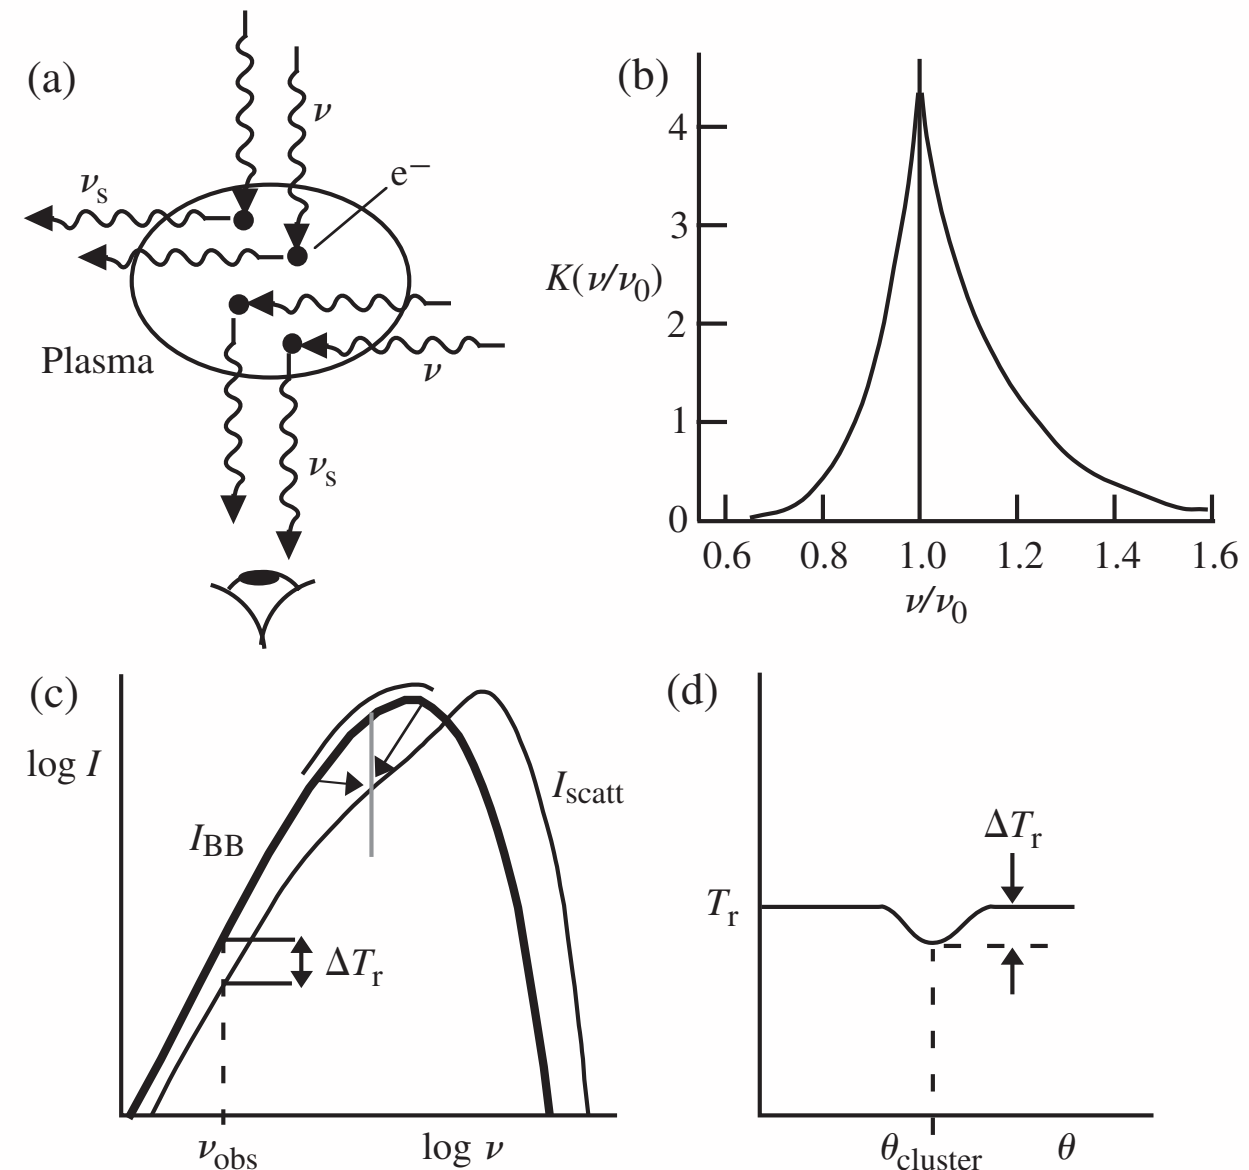 (a)
ν
νs
e−
Plasma
ν
νs
(b)
4
3
K(ν/ν0)
2
1
0
0.6 0.8 1.0 1.2 1.4 1.6
ν/ν0
(c)
log I
Iscatt
IBB
ΔTr
νobs log ν
(d)
ΔTr
Tr
θcluster θ